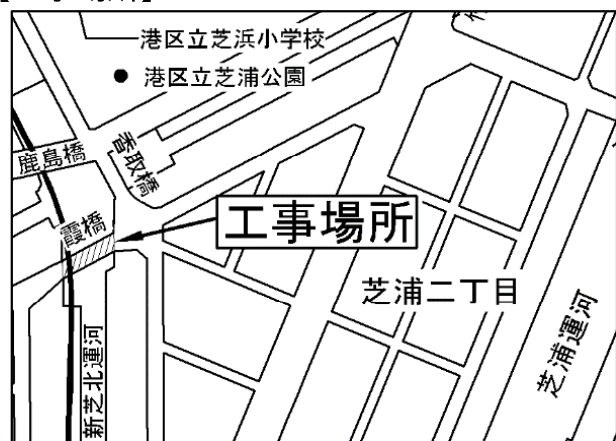 港区立芝浜小学校
港区立芝浦公園
鹿島橋
香取橋
霞橋
工事場所
芝浦二丁目
芝浦運河
新芝北運河